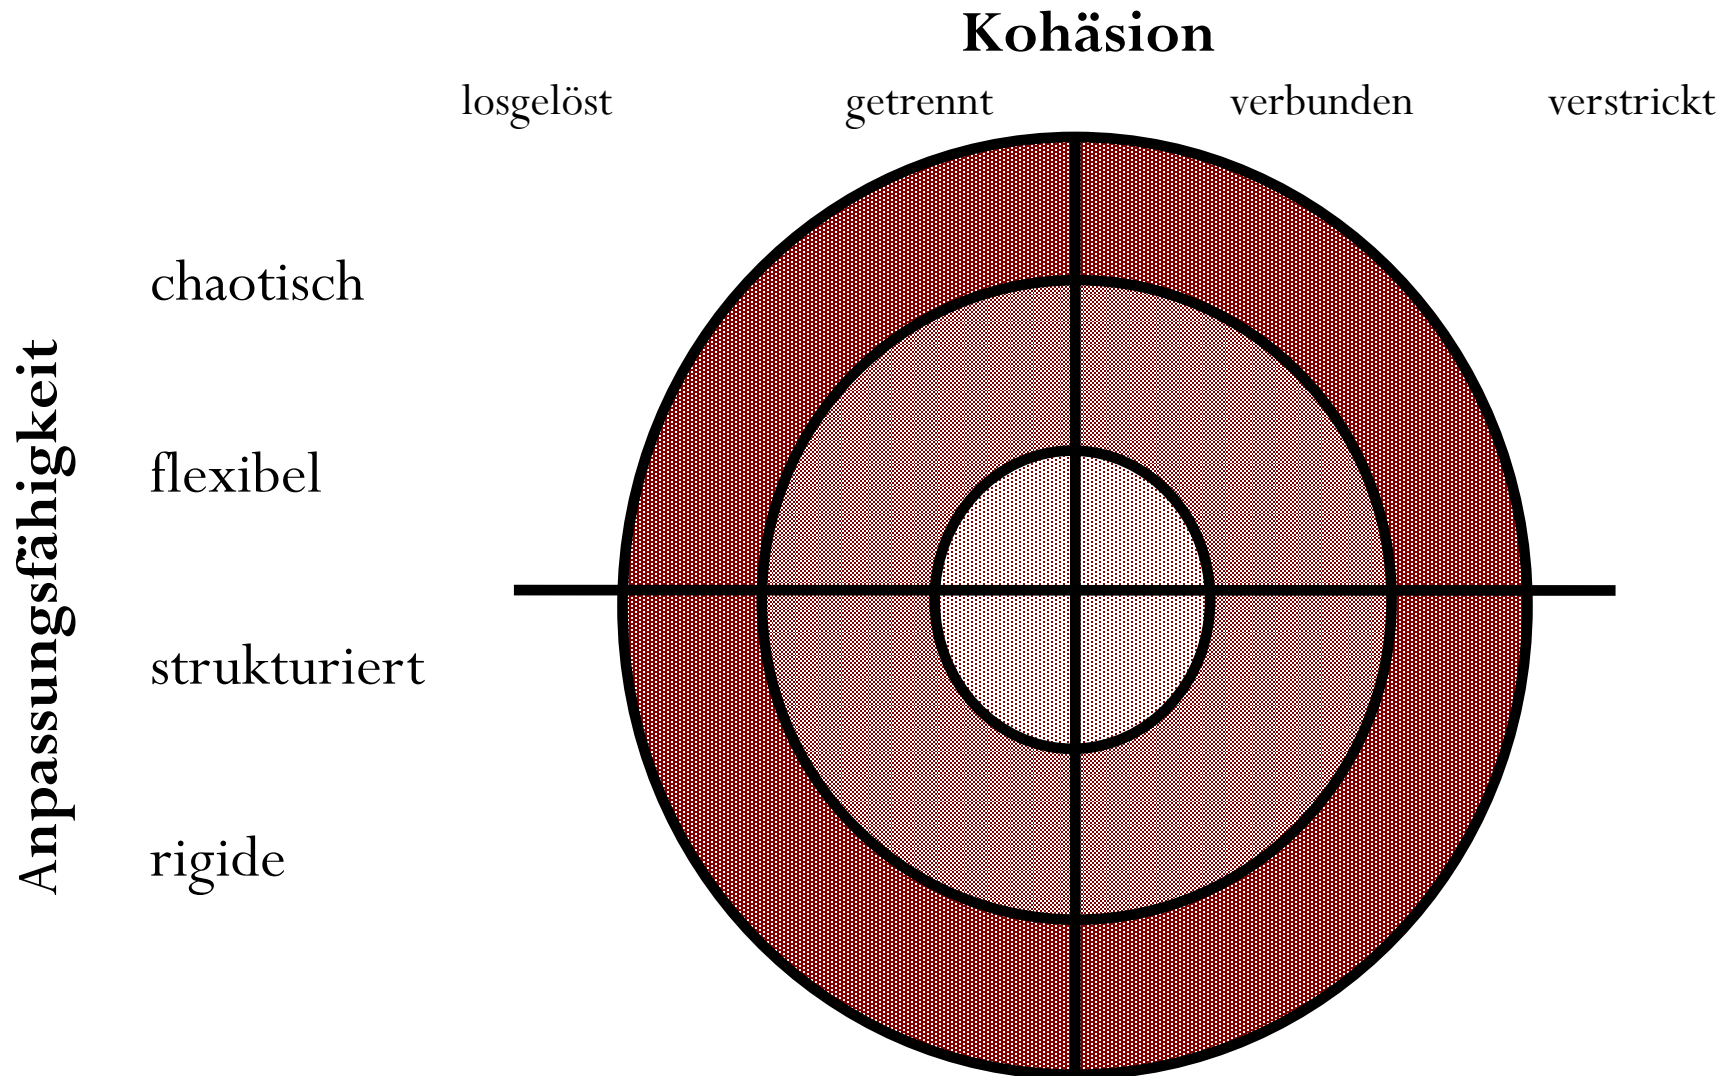 Kohäsion
losgelöst getrennt verbunden verstrickt
Anpassungsfähigkeit
chaotisch
flexibel
strukturiert
rigide